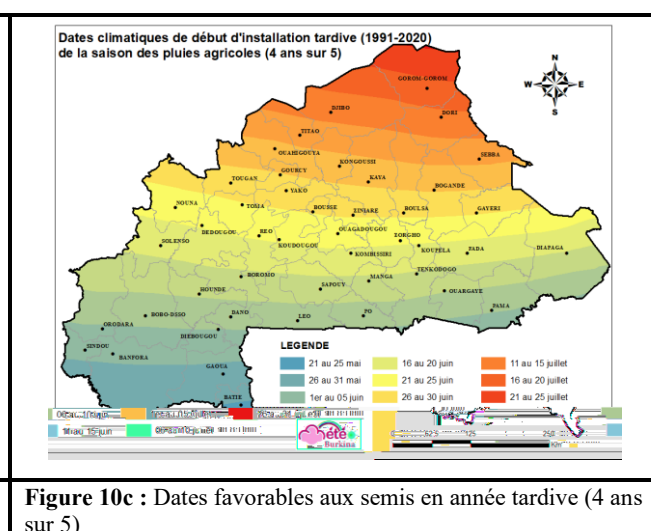 Dates climatiques de début d'installation tardive (1991-2020)
de la saison des pluies agricoles (4 ans sur 5)
N
W E
S
GOROM-GOROM
DJIBO
DORI
TITAO
OUAHIGOUYA
KONGOUSSI
SEBBA
GOURCY
TOUGAN
KAYA
YAKO
BOGANDE
NOUNA
TOMA
BOUSSE
ZINIARE
BOULSA
GAYERI
DEDOUGOU
REO
OUAGADOUGOU
ZORGHO
SOLENSO
KOUDOUGOU
KOMBISSIRI
KOUPELA
FADA
DIAPAGA
BOROMO
TENKODOGO
MANGA
HOUNDE
SAPOUY
OUARGAYE
BOBO-DSSO
DANO
LEO
PO
PAMA
ORODARA
DIEBOUGOU
SINDOU
BANFORA
GAOUA
BATIE
LEGENDE
21 au 25 mai 16 au 20 juin 11 au 15 juillet
26 au 31 mai 21 au 25 juin 16 au 20 juillet
1er au 05 juin 26 au 30 juin 21 au 25 juillet
météo
Burkina
Figure 10c : Dates favorables aux semis en année tardive (4 ans
sur 5)